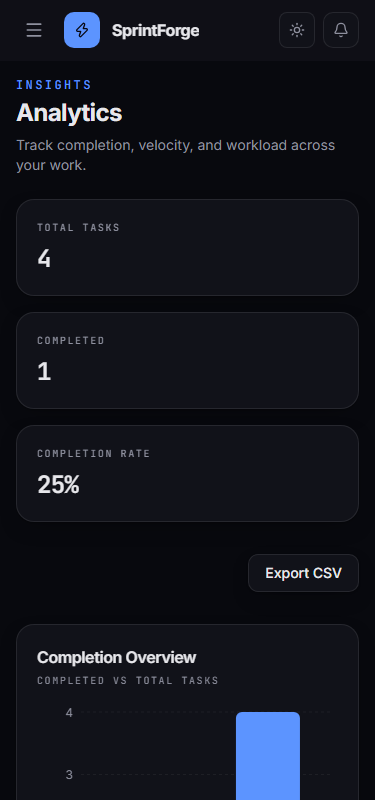 SprintForge
INSIGHTS
Analytics
Track completion, velocity, and workload across
your work.
TOTAL TASKS
4
COMPLETED
1
COMPLETION RATE
25%
Export CSV
Completion Overview
COMPLETED VS TOTAL TASKS
4
3